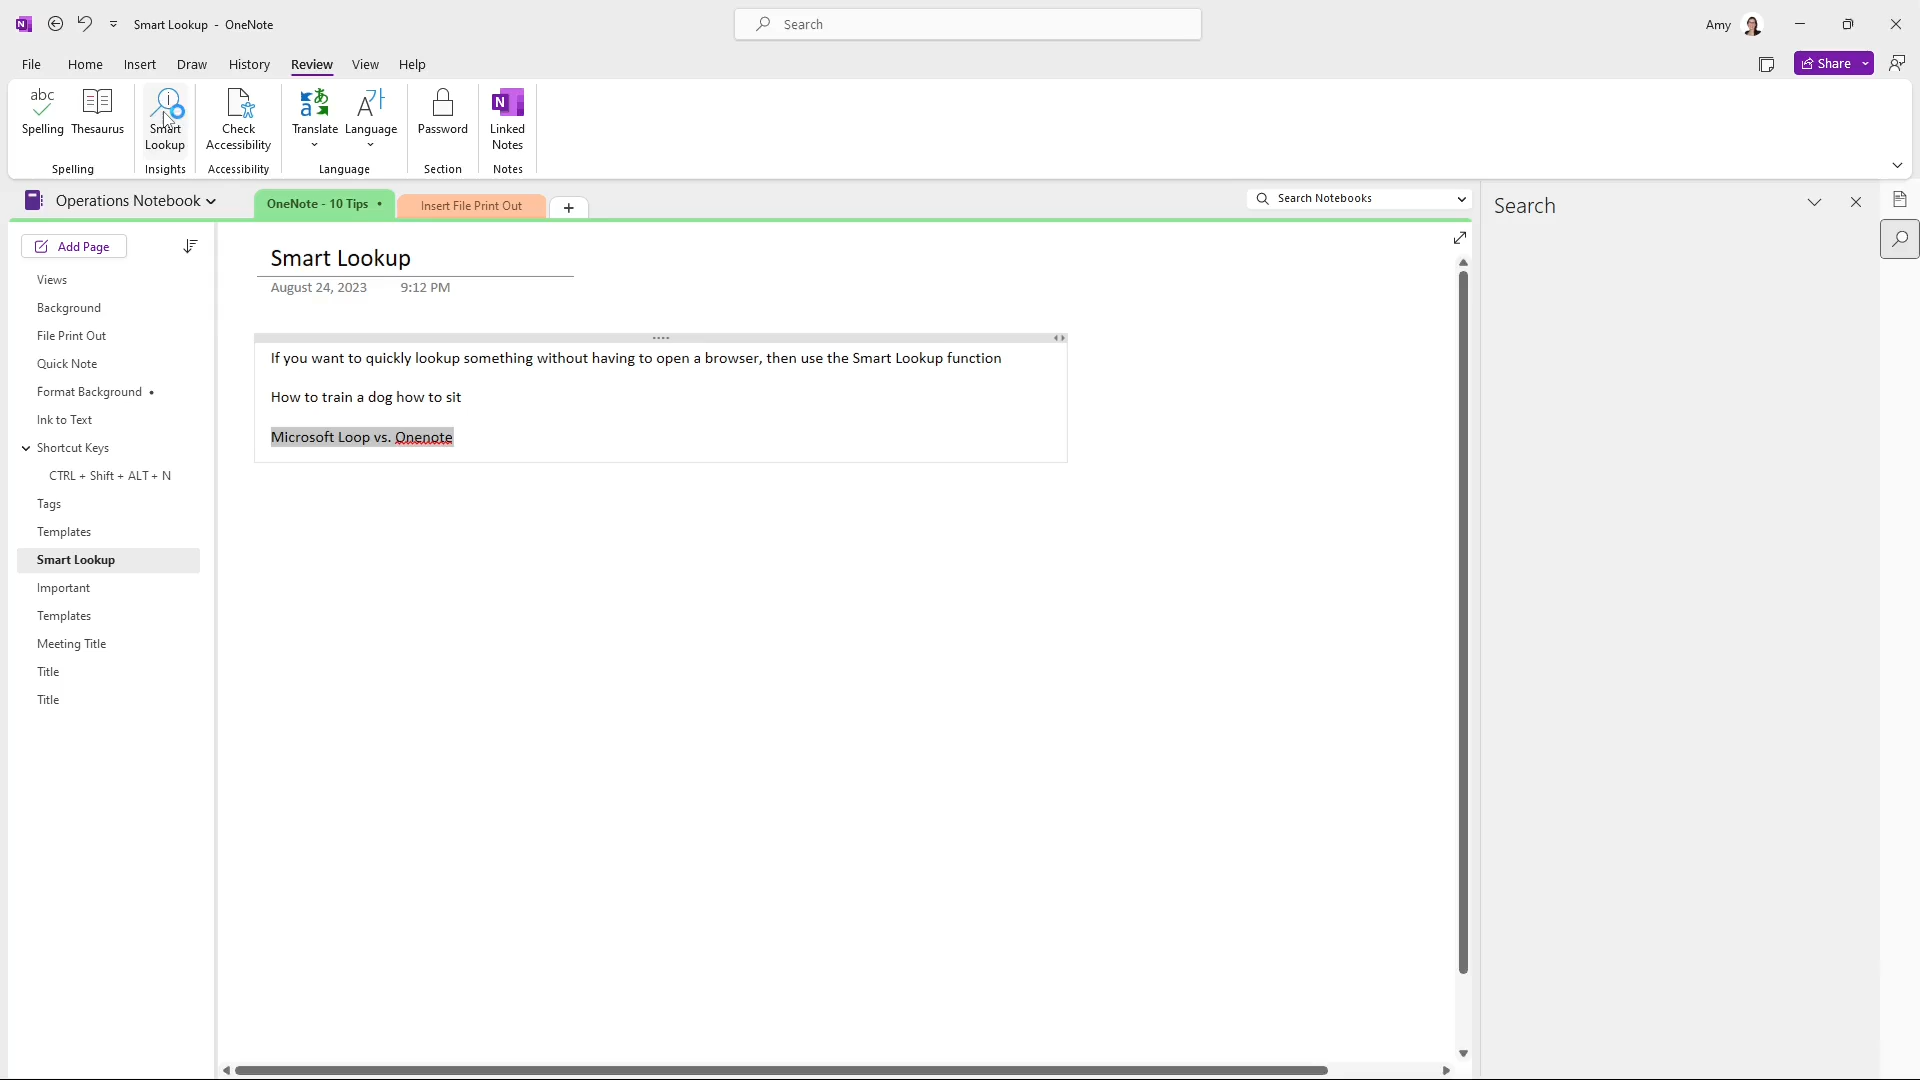 Smart Lookup - OneNote
Search
Amy
File Home Insert Draw History Review View Help
Share
abc
Spelling
Thesaurus
Smart
Lookup
Check
Accessibility
Translate
Language
Password
Linked
Notes
Spelling
Insights
Accessibility
Language
Section
Notes
Operations Notebook
OneNote - 10 Tips •
Insert File Print Out
+
Search Notebooks
Search
Add Page
Views
Background
File Print Out
Quick Note
Format Background •
Ink to Text
Shortcut Keys
CTRL + Shift + ALT + N
Tags
Templates
Smart Lookup
Important
Templates
Meeting Title
Title
Title
Smart Lookup
August 24, 2023 9:12 PM
If you want to quickly lookup something without having to open a browser, then use the Smart Lookup function
How to train a dog how to sit
Microsoft Loop vs. Onenote